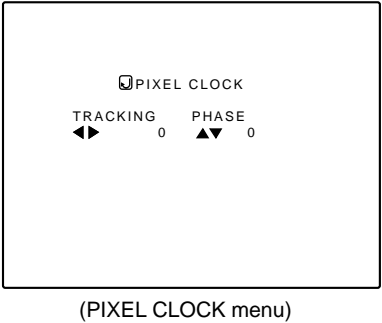 PIXEL CLOCK
TRACKING PHASE
◀▶ 0 ▲▼ 0
(PIXEL CLOCK menu)